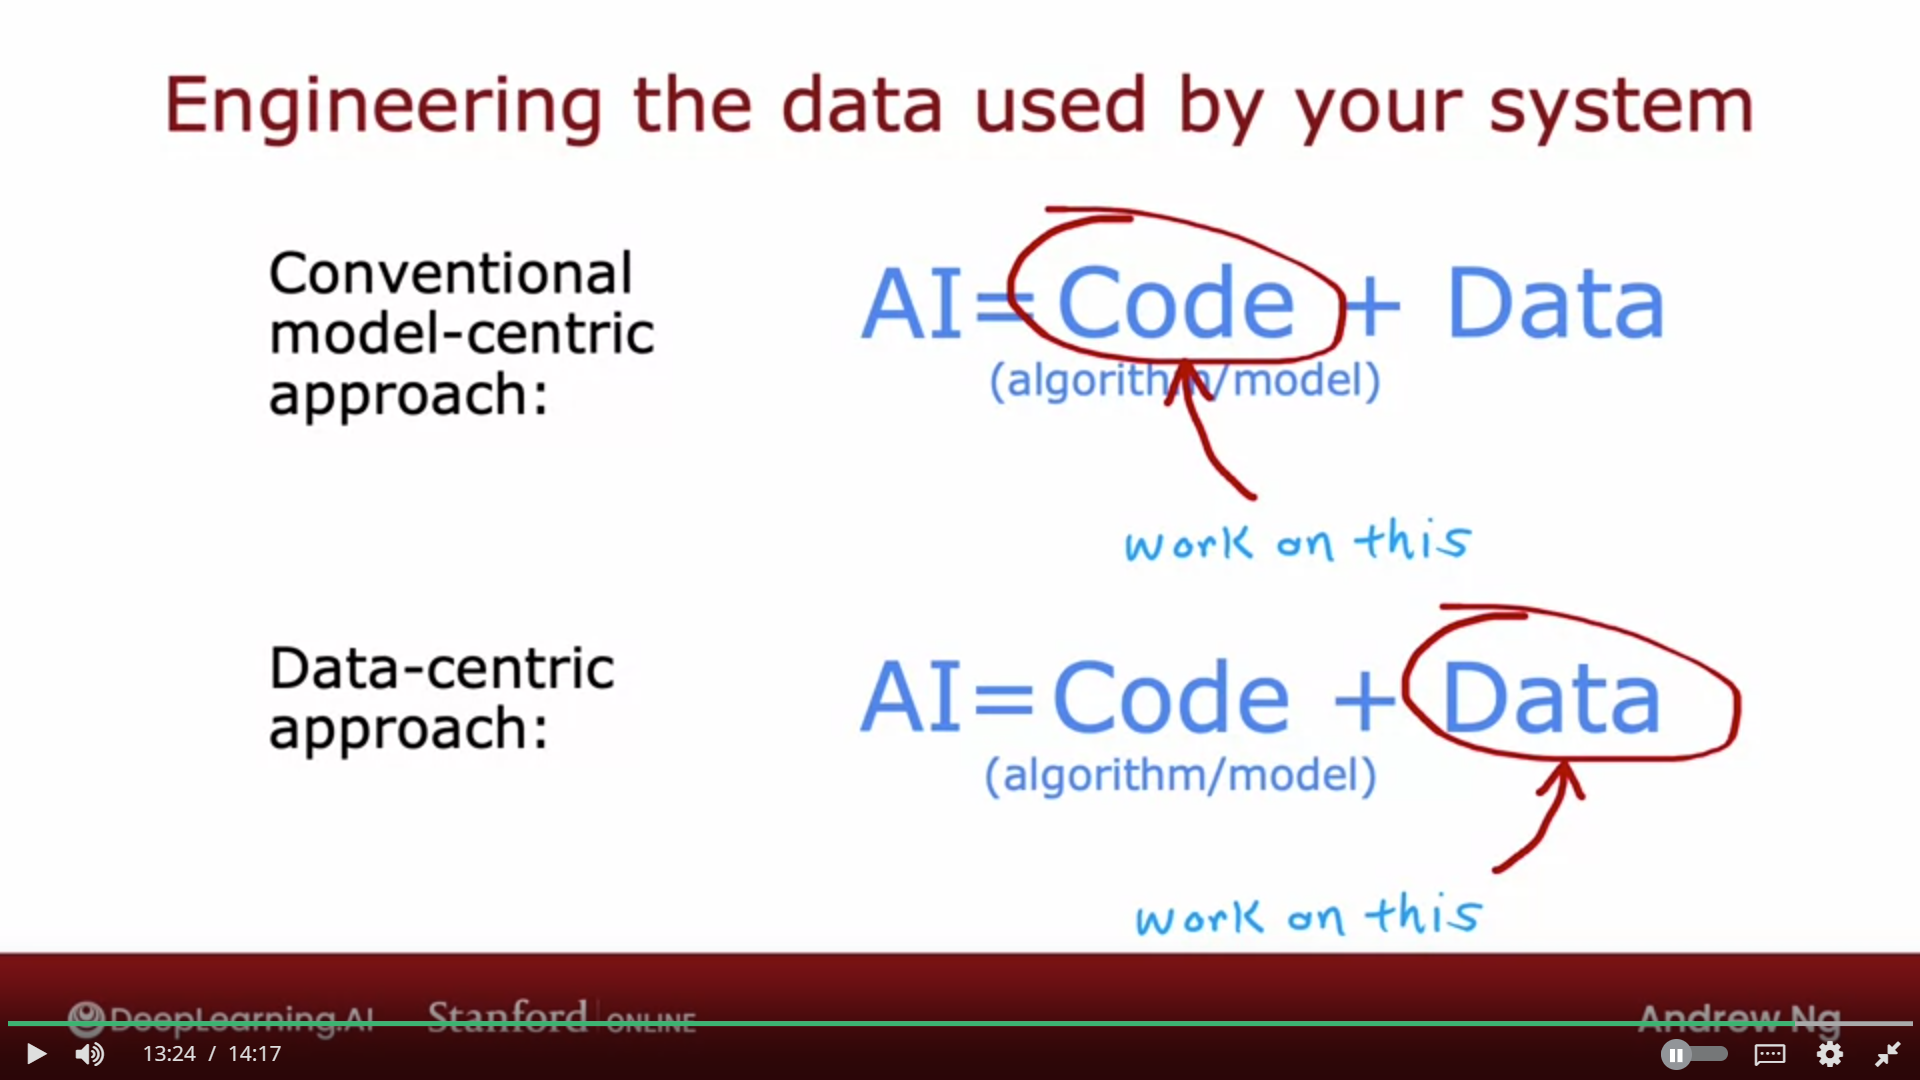 Engineering the data used by your system
Conventional
model-centric
approach:
AI= Code + Data
(algorithm/model)
work on this
Data-centric
approach:
AI= Code + Data
(algorithm/model)
work on this
DeepLearning.AI Stanford ONLINE Andrew Ng
13:24 / 14:17